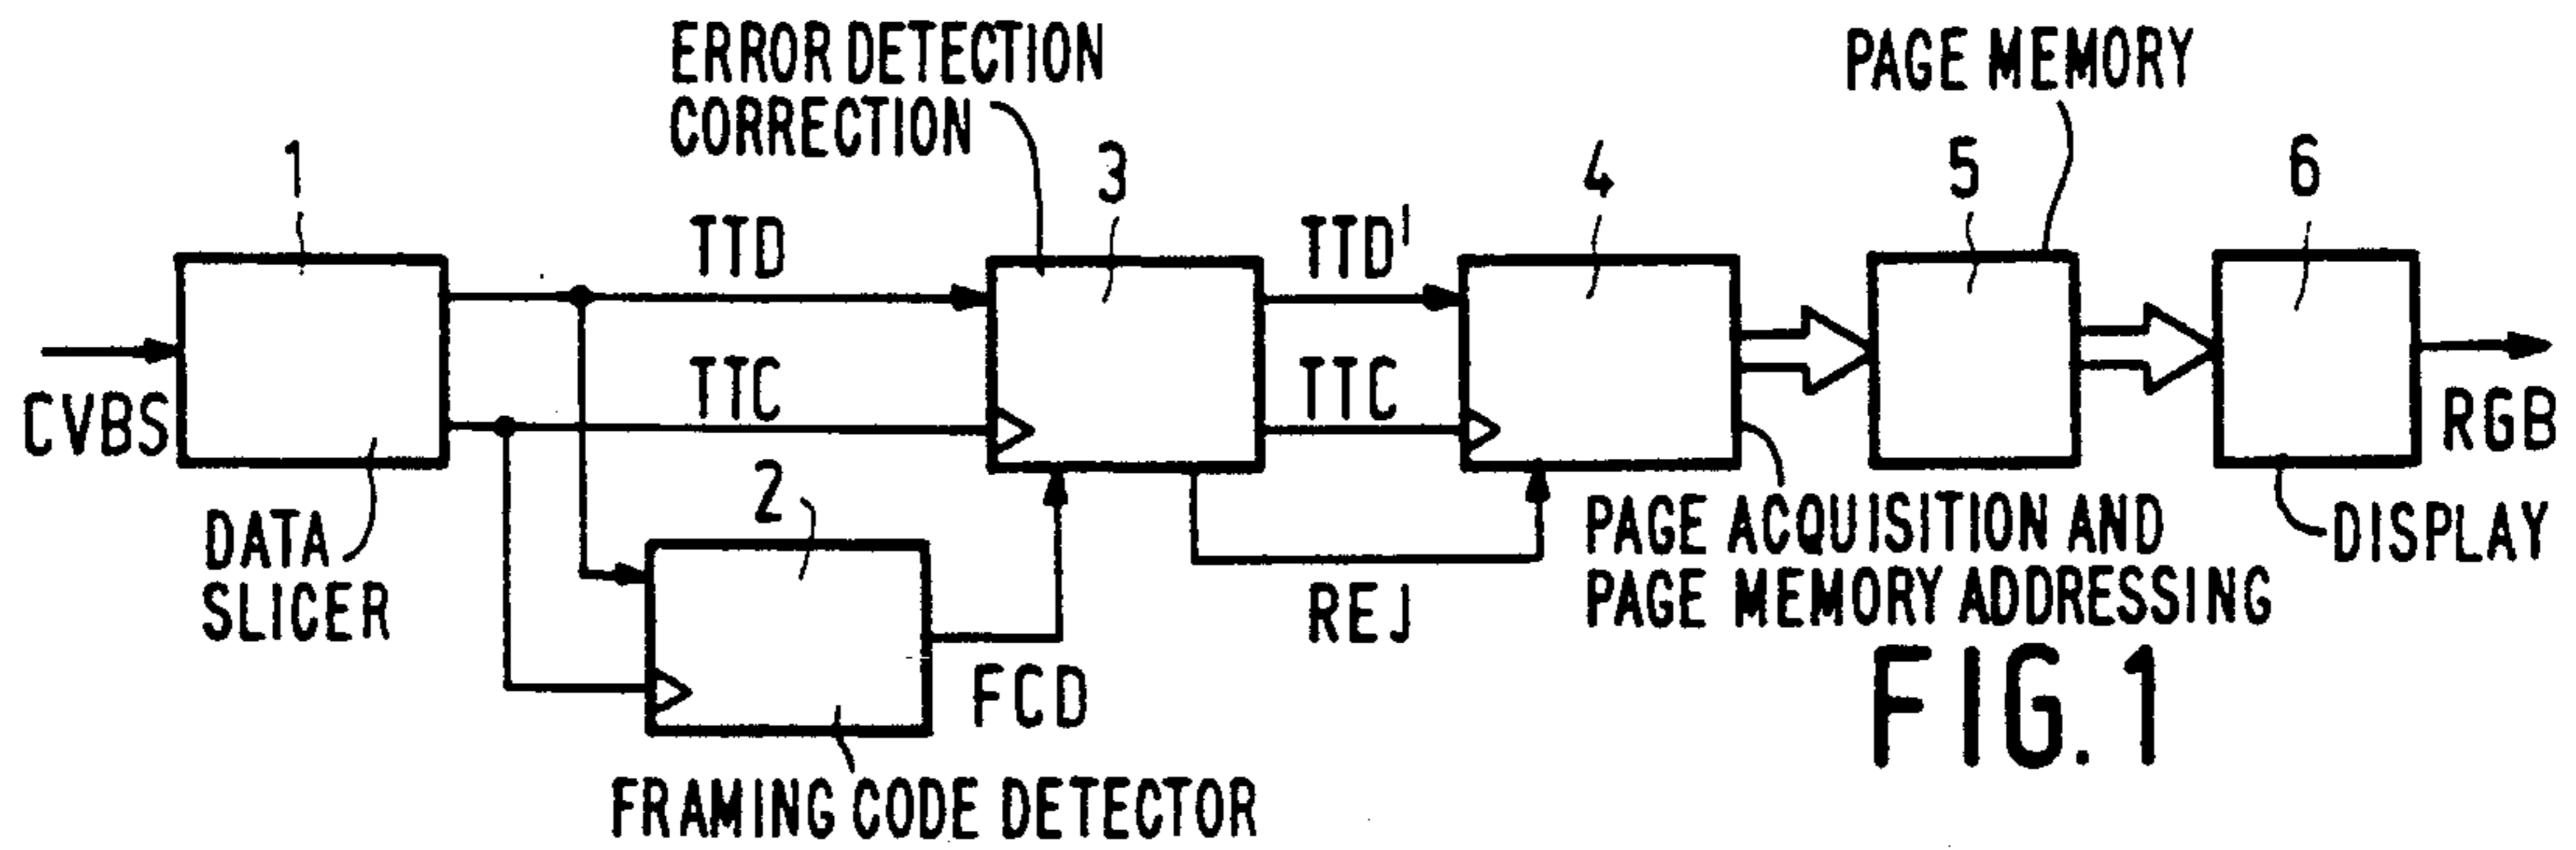 ERROR DETECTION
CORRECTION
PAGE MEMORY
1
3
4
5
6
TTD
TTD'
CVBS
TTC
TTC
RGB
DATA
SLICER
2
FCD
REJ
PAGE ACQUISITION AND
PAGE MEMORY ADDRESSING
DISPLAY
FRAMING CODE DETECTOR
FIG.1